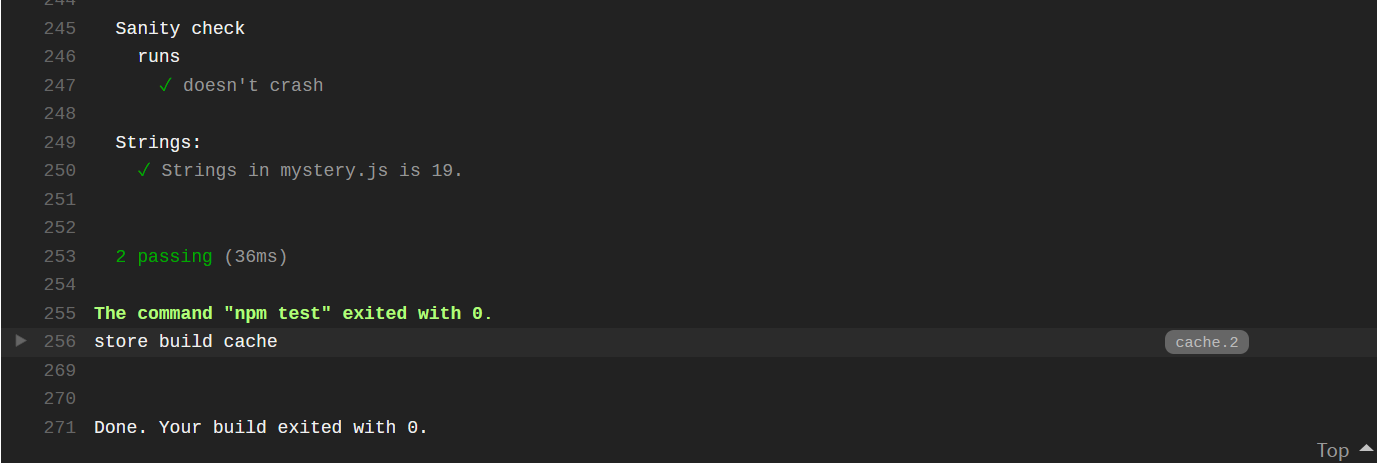 244
245 Sanity check
246 runs
247 ✓ doesn't crash
248
249 Strings:
250 ✓ Strings in mystery.js is 19.
251
252
253 2 passing (36ms)
254
255 The command "npm test" exited with 0.
256 store build cache cache.2
269
270
271 Done. Your build exited with 0.
Top